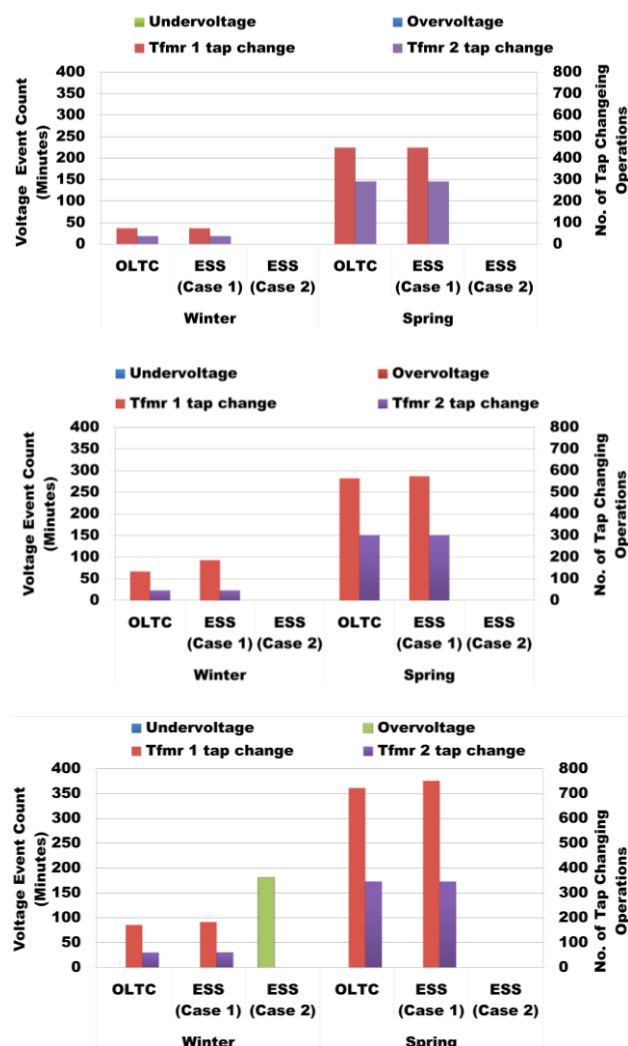 Undervoltage Overvoltage
Tfmr 1 tap change Tfmr 2 tap change
Voltage Event Count
(Minutes)
400
350
300
250
200
150
100
50
0
800
700
600
500
400
300
200
100
0
No. of Tap Changeing
Operations
OLTC ESS ESS OLTC ESS ESS
(Case 1) (Case 2) (Case 1) (Case 2)
Winter Spring
Undervoltage Overvoltage
Tfmr 1 tap change Tfmr 2 tap change
Voltage Event Count
(Minutes)
400
350
300
250
200
150
100
50
0
800
700
600
500
400
300
200
100
0
No. of Tap Changing
Operations
OLTC ESS ESS OLTC ESS ESS
(Case 1) (Case 2) (Case 1) (Case 2)
Winter Spring
Undervoltage Overvoltage
Tfmr 1 tap change Tfmr 2 tap change
Voltage Event Count
(Minutes)
400
350
300
250
200
150
100
50
0
800
700
600
500
400
300
200
100
0
No. of Tap Changing
Operations
OLTC ESS ESS OLTC ESS ESS
(Case 1) (Case 2) (Case 1) (Case 2)
Winter Spring